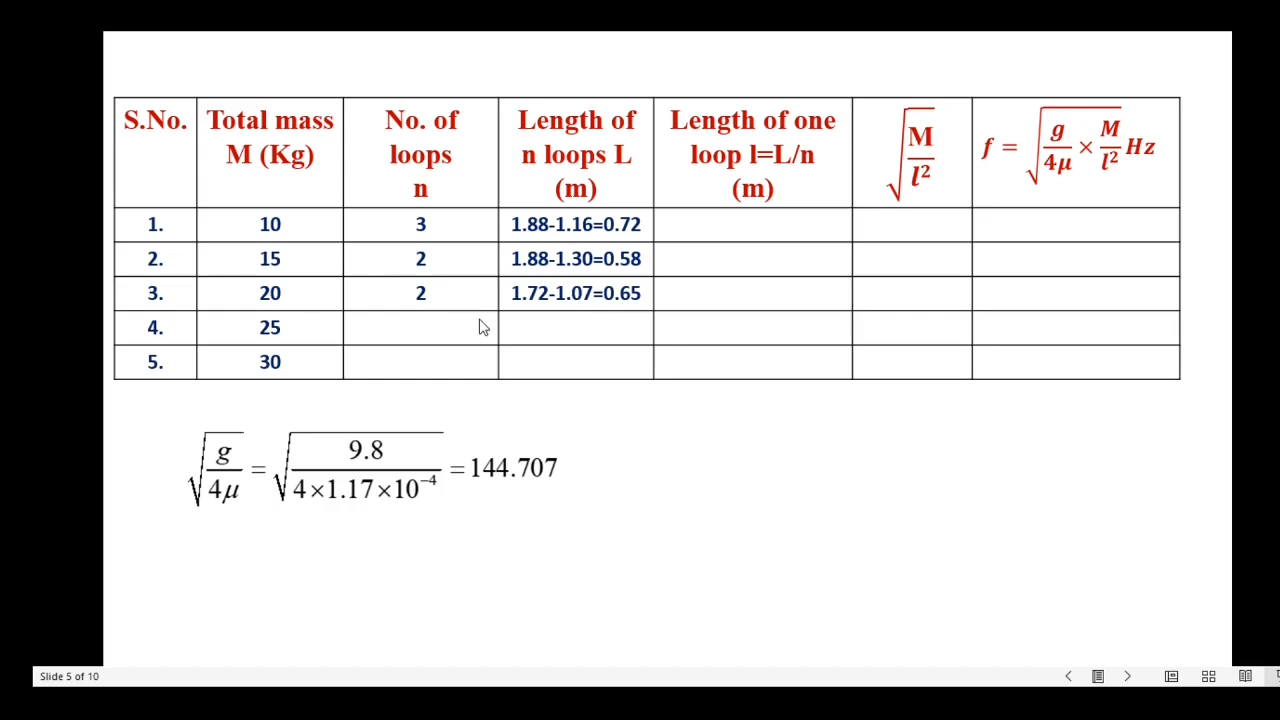 S.No. Total mass M (Kg) No. of loops n Length of n loops L (m) Length of one loop l=L/n (m) √(M/l²) f = √(g/4μ × M/l²) Hz
1. 10 3 1.88-1.16=0.72
2. 15 2 1.88-1.30=0.58
3. 20 2 1.72-1.07=0.65
4. 25
5. 30
√(g/4μ) = √(9.8/(4×1.17×10⁻⁴)) = 144.707
Slide 5 of 10